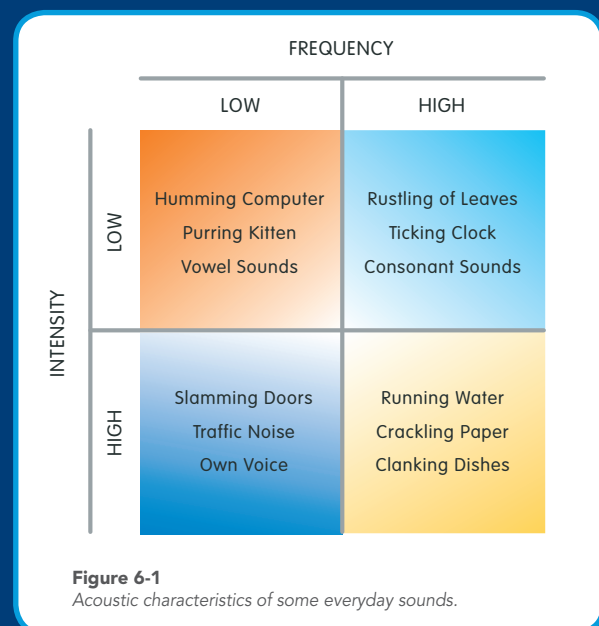 FREQUENCY
LOW
HIGH
INTENSITY
LOW
Humming Computer
Purring Kitten
Vowel Sounds
Rustling of Leaves
Ticking Clock
Consonant Sounds
HIGH
Slamming Doors
Traffic Noise
Own Voice
Running Water
Crackling Paper
Clanking Dishes
Figure 6-1
Acoustic characteristics of some everyday sounds.